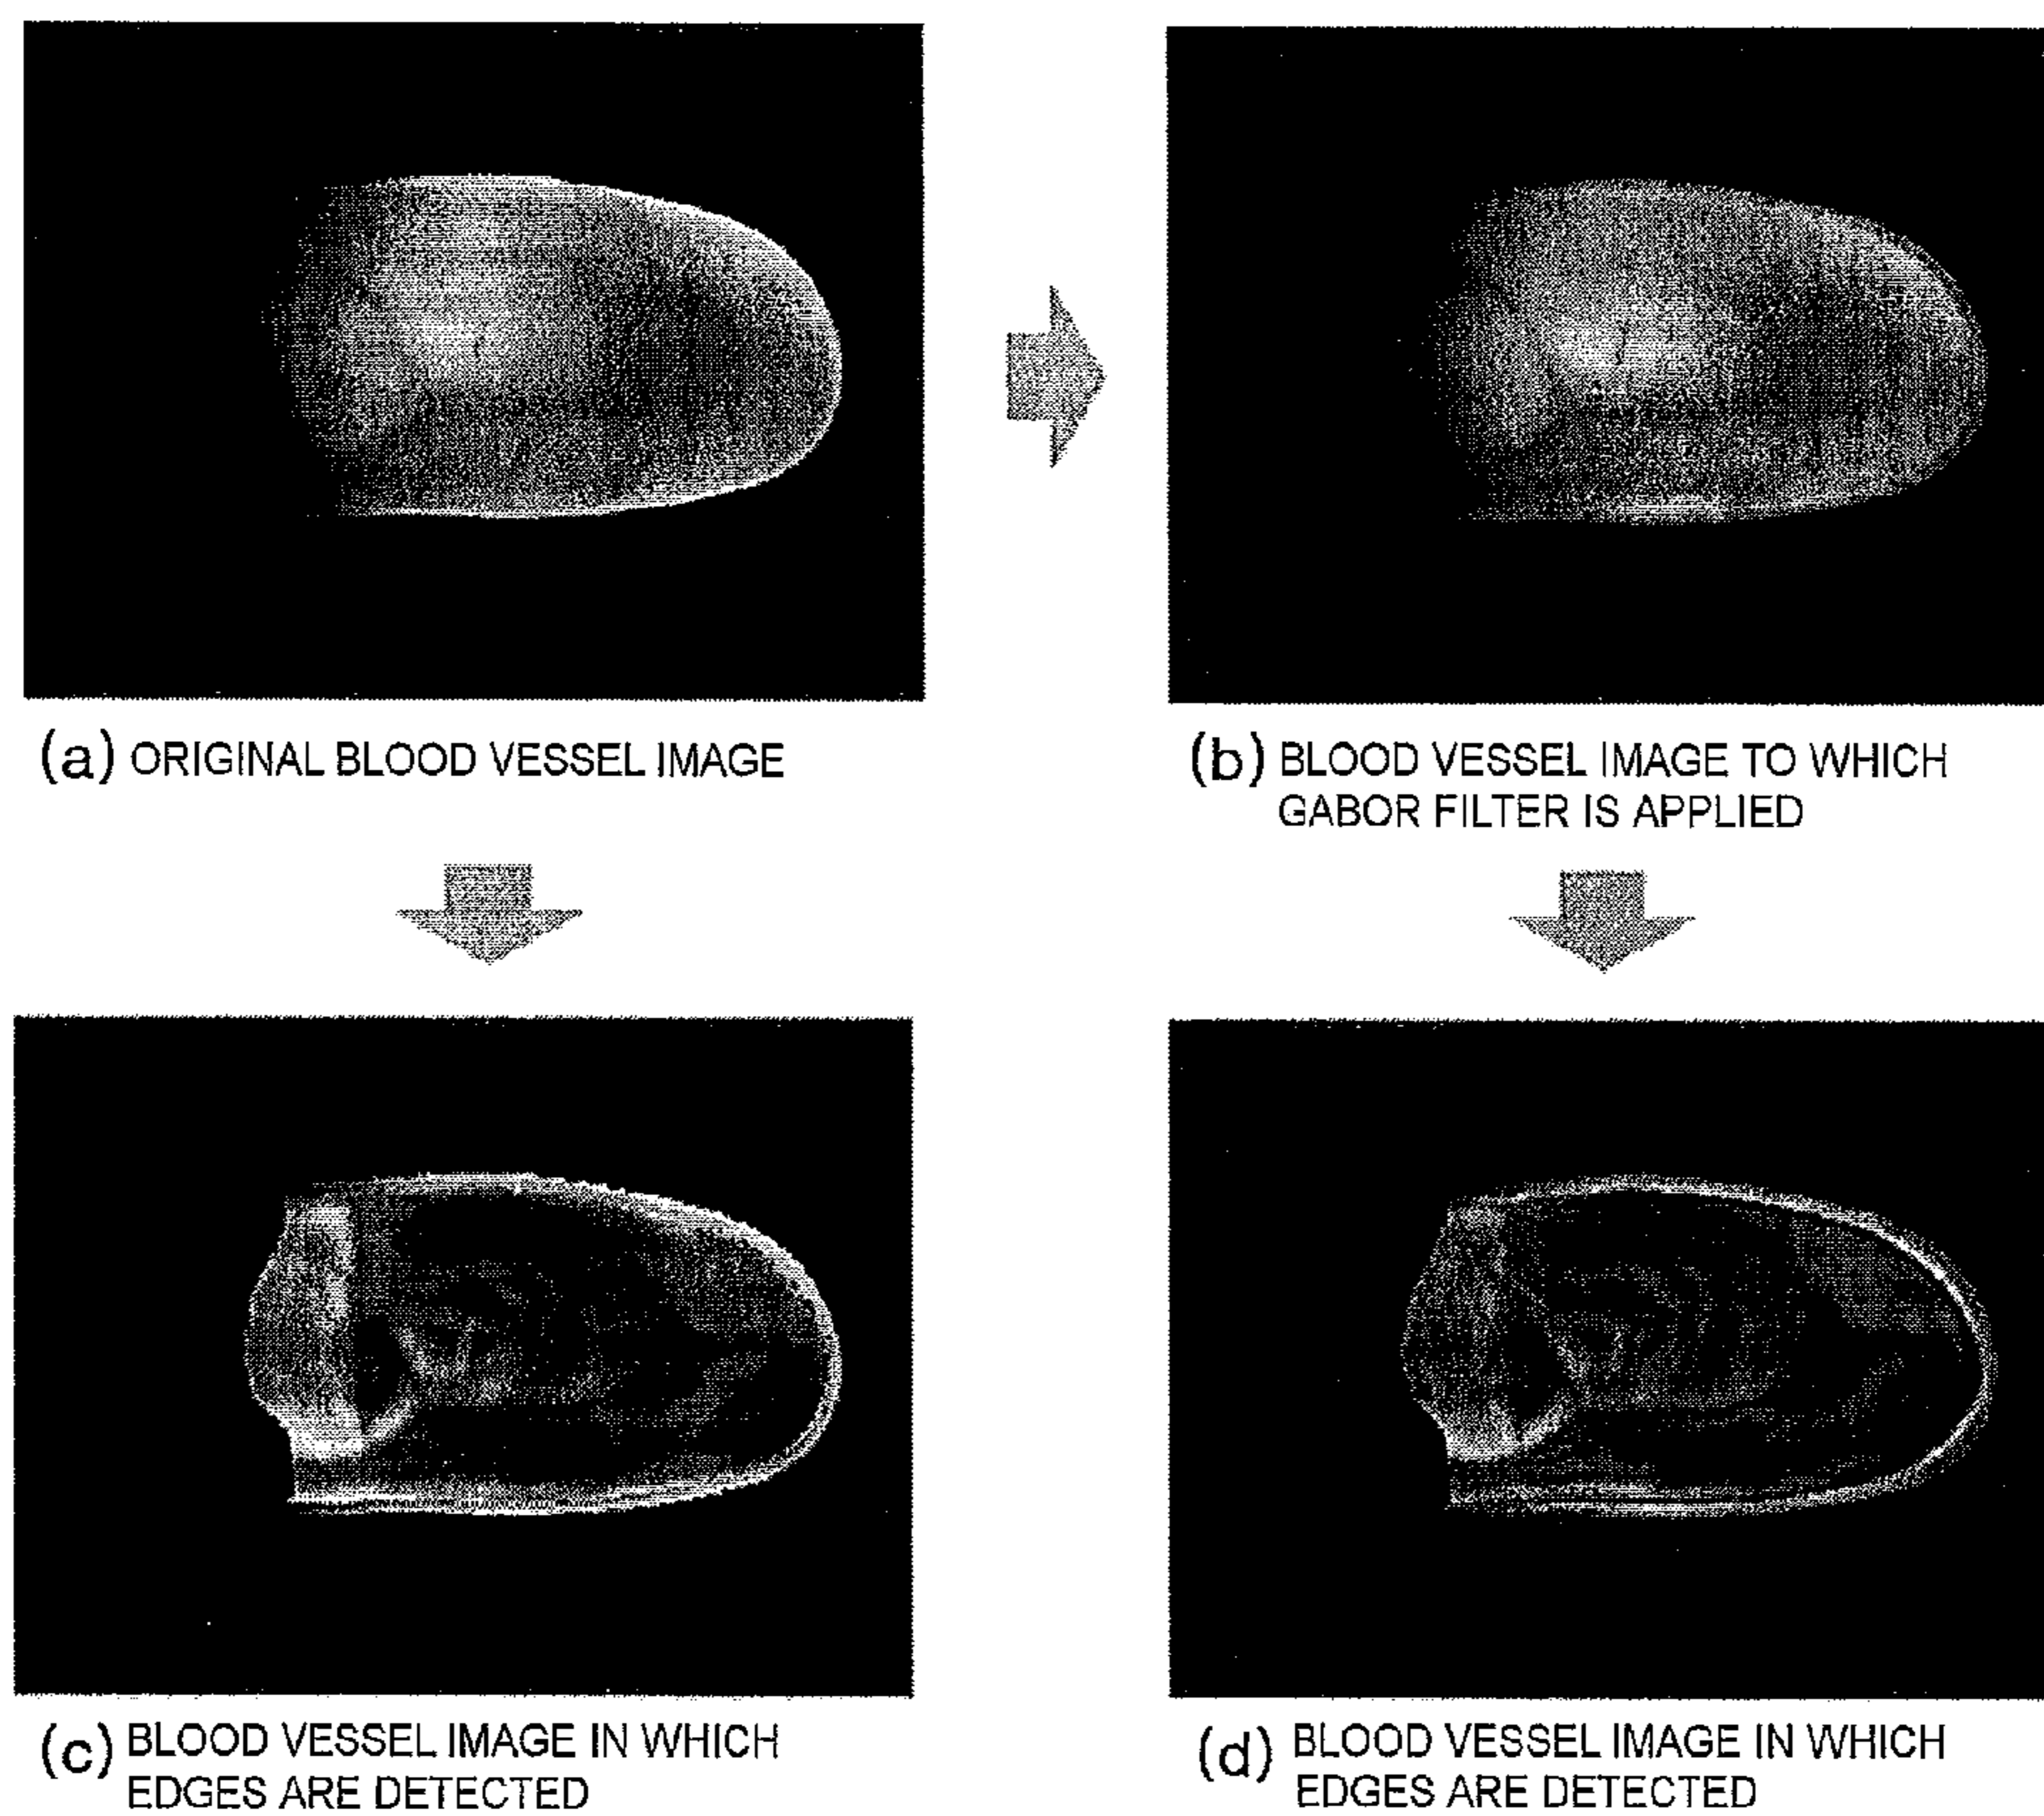 (a) ORIGINAL BLOOD VESSEL IMAGE
(b) BLOOD VESSEL IMAGE TO WHICH
GABOR FILTER IS APPLIED
(c) BLOOD VESSEL IMAGE IN WHICH
EDGES ARE DETECTED
(d) BLOOD VESSEL IMAGE IN WHICH
EDGES ARE DETECTED